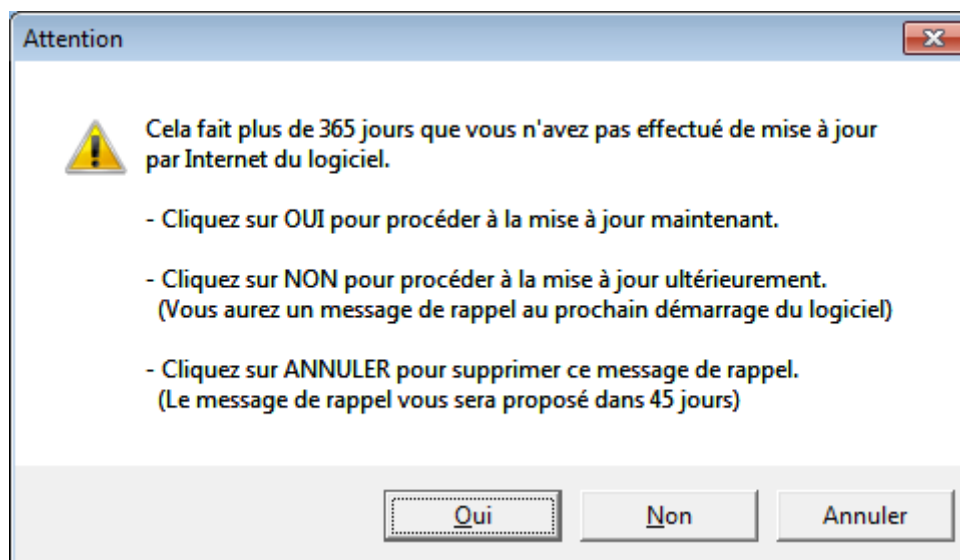 Attention
Cela fait plus de 365 jours que vous n'avez pas effectué de mise à jour
par Internet du logiciel.
- Cliquez sur OUI pour procéder à la mise à jour maintenant.
- Cliquez sur NON pour procéder à la mise à jour ultérieurement.
(Vous aurez un message de rappel au prochain démarrage du logiciel)
- Cliquez sur ANNULER pour supprimer ce message de rappel.
(Le message de rappel vous sera proposé dans 45 jours)
Oui Non Annuler